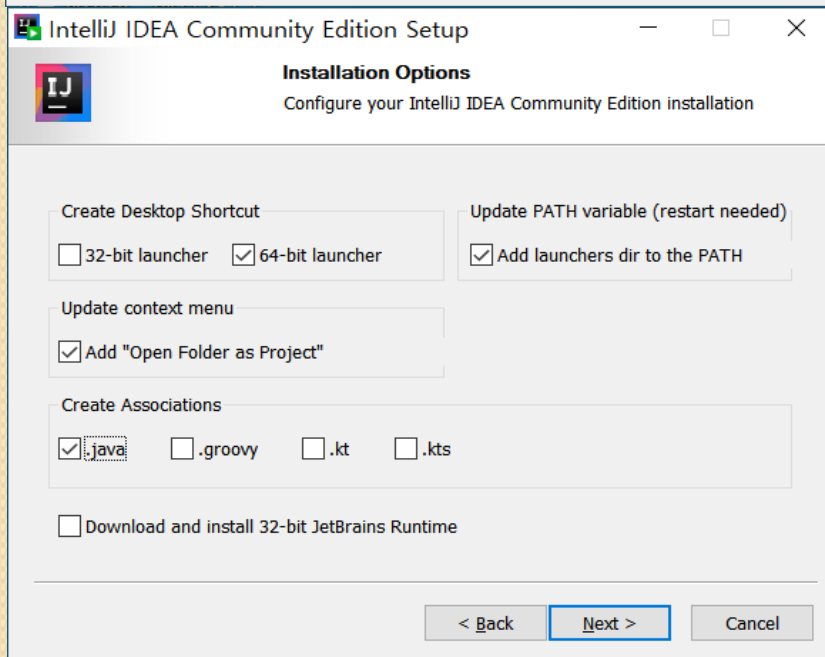 IntelliJ IDEA Community Edition Setup
IJ
Installation Options
Configure your IntelliJ IDEA Community Edition installation
Create Desktop Shortcut
Update PATH variable (restart needed)
32-bit launcher 64-bit launcher
Add launchers dir to the PATH
Update context menu
Add "Open Folder as Project"
Create Associations
.java .groovy .kt .kts
Download and install 32-bit JetBrains Runtime
< Back Next > Cancel